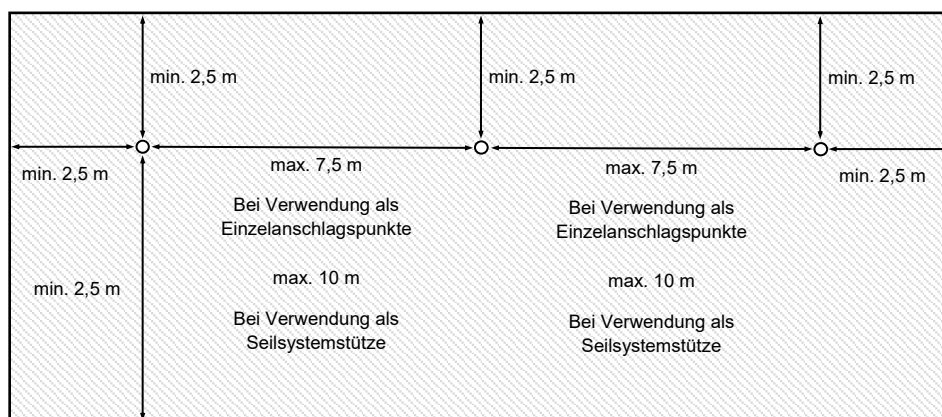 min. 2,5 m
min. 2,5 m
min. 2,5 m
min. 2,5 m
max. 7,5 m
max. 7,5 m
min. 2,5 m
Bei Verwendung als
Einzelanschlagspunkte
Bei Verwendung als
Einzelanschlagspunkte
min. 2,5 m
max. 10 m
max. 10 m
Bei Verwendung als
Seilsystemstütze
Bei Verwendung als
Seilsystemstütze